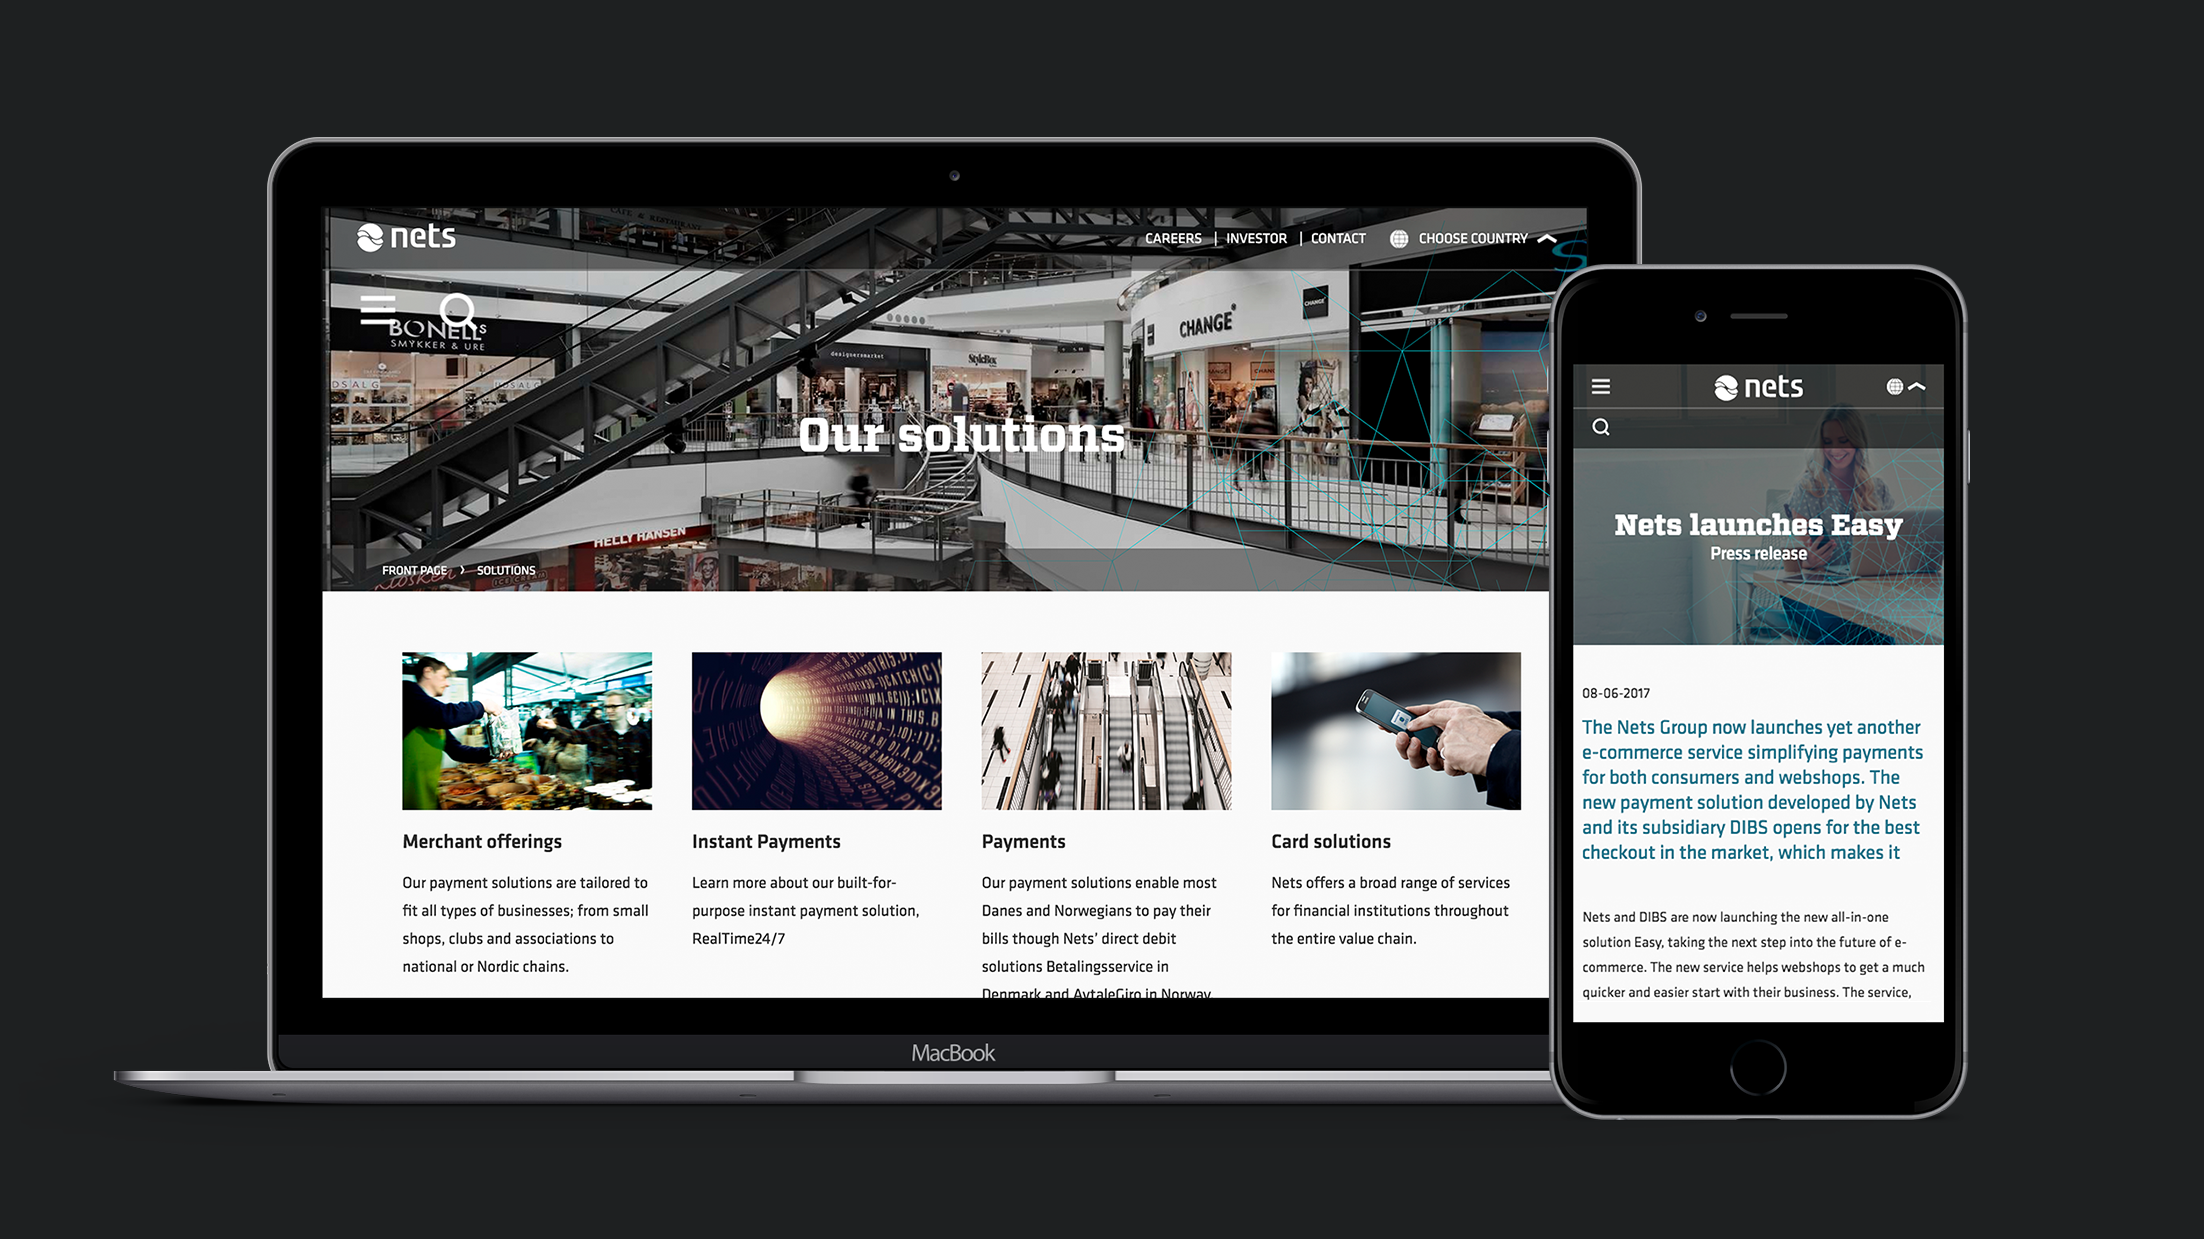 nets
CAREERS | INVESTOR | CONTACT CHOOSE COUNTRY
CAFE & RESTAURANT
BONELLs
SMYKKER & URE
UDSALG
designersmarket
StyleBox
CHANGE
CHANGE
Our solutions
HELLY HANSEN
ICE CREAM
FRONT PAGE > SOLUTIONS
Merchant offerings
Our payment solutions are tailored to
fit all types of businesses; from small
shops, clubs and associations to
national or Nordic chains.
Instant Payments
Learn more about our built-for-
purpose instant payment solution,
RealTime24/7
Payments
Our payment solutions enable most
Danes and Norwegians to pay their
bills though Nets’ direct debit
solutions Betalingsservice in
Denmark and AvtaleGiro in Norway
Card solutions
Nets offers a broad range of services
for financial institutions throughout
the entire value chain.
MacBook
nets
Nets launches Easy
Press release
08-06-2017
The Nets Group now launches yet another
e-commerce service simplifying payments
for both consumers and webshops. The
new payment solution developed by Nets
and its subsidiary DIBS opens for the best
checkout in the market, which makes it
Nets and DIBS are now launching the new all-in-one
solution Easy, taking the next step into the future of e-
commerce. The new service helps webshops to get a much
quicker and easier start with their business. The service,